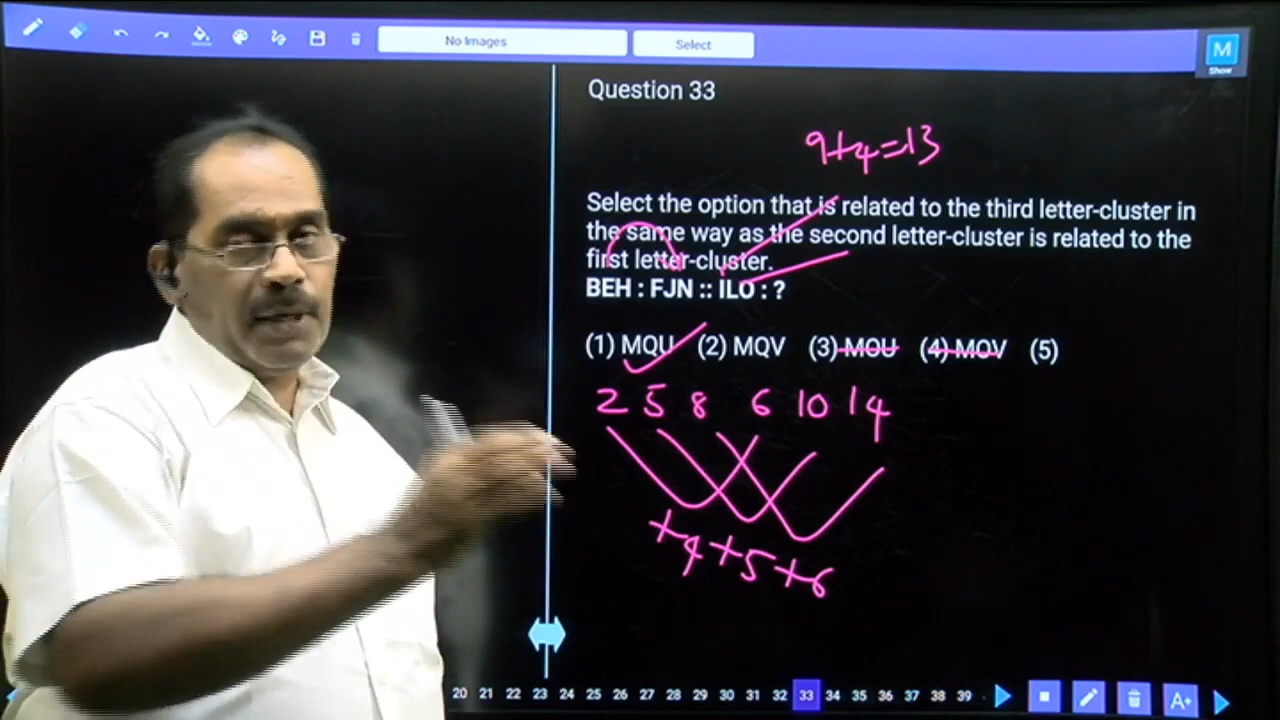 No Images
Select
M
Show
Question 33
9+4=13
Select the option that is related to the third letter-cluster in
the same way as the second letter-cluster is related to the
first letter-cluster.
BEH : FJN :: ILO : ?
(1) MQU (2) MQV (3) MOU (4) MOV (5)
2 5 8 6 10 14
+4 +5 +6
20 21 22 23 24 25 26 27 28 29 30 31 32 33 34 35 36 37 38 39
A+